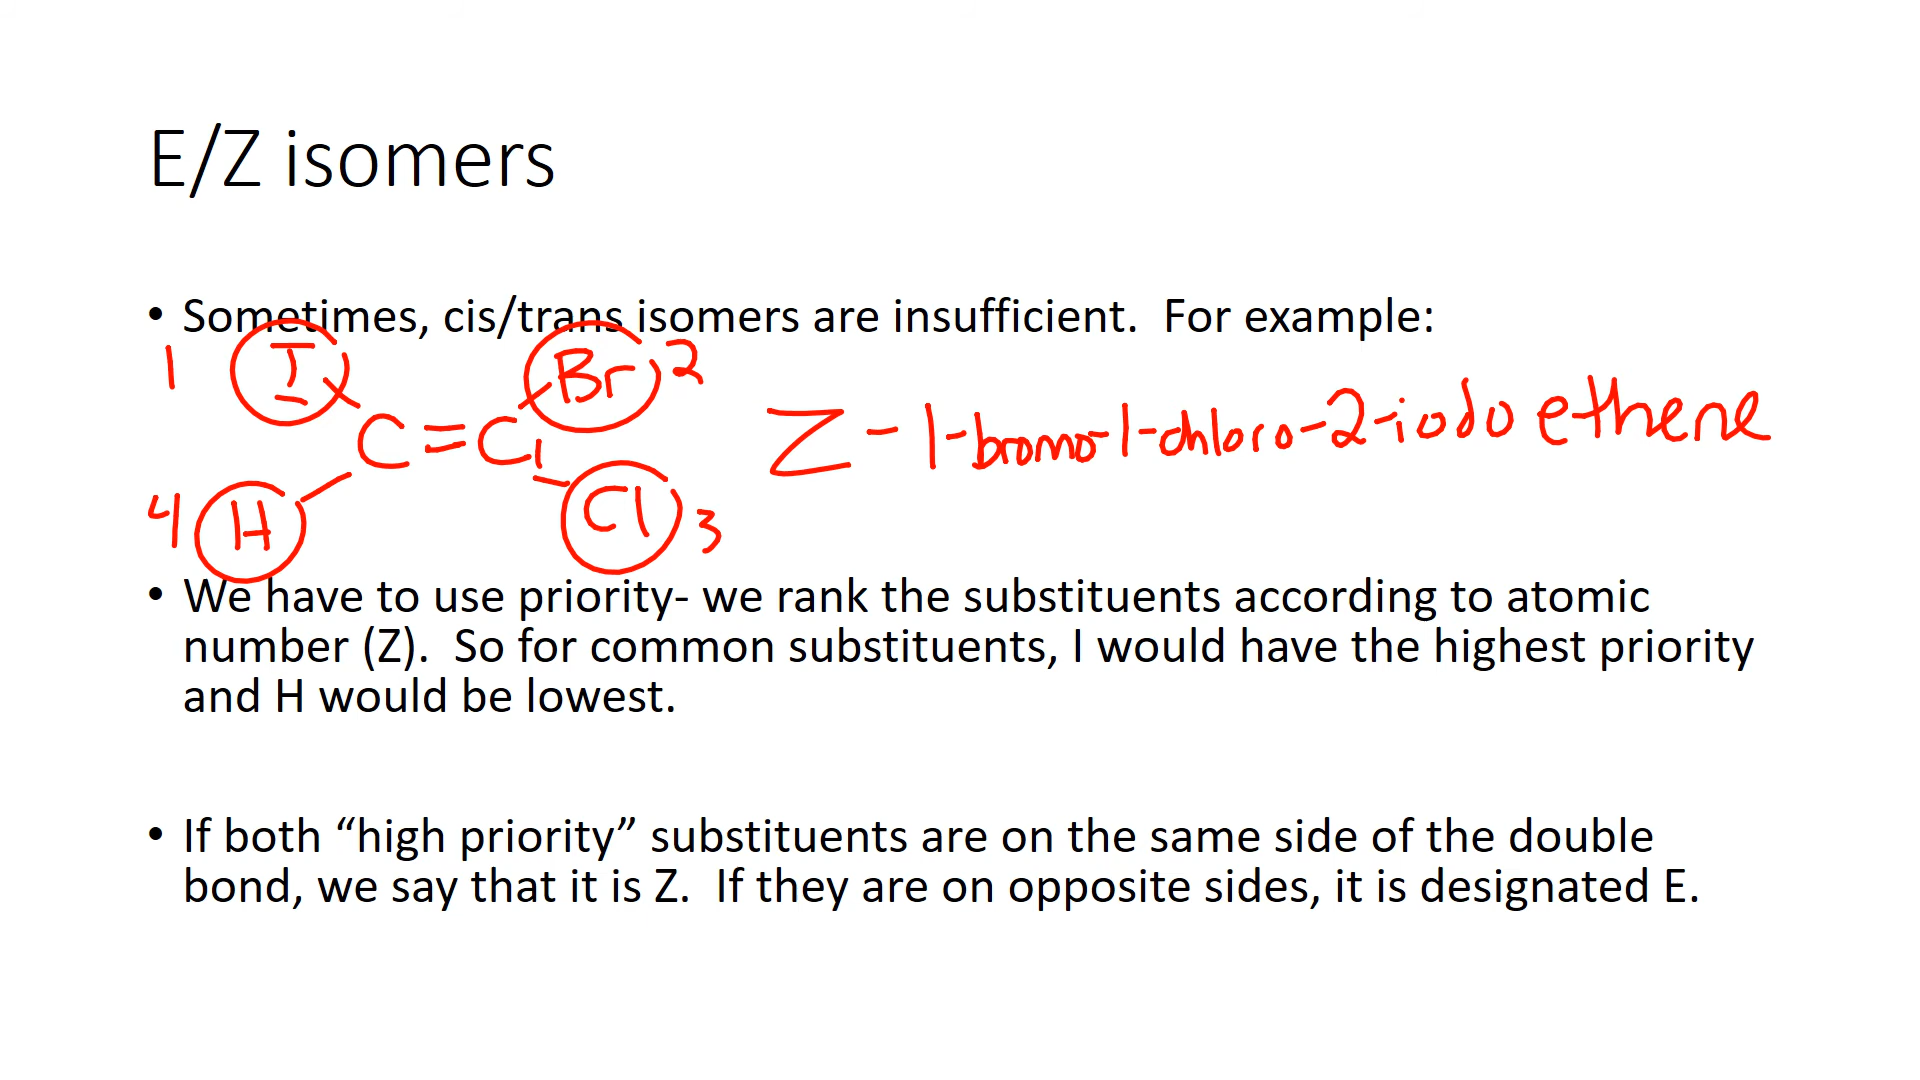 E/Z isomers
• Sometimes, cis/trans isomers are insufficient. For example:
1 I Br 2
C = C Z - 1-bromo-1-chloro-2-iodoethene
4 H Cl 3
• We have to use priority- we rank the substituents according to atomic
number (Z). So for common substituents, I would have the highest priority
and H would be lowest.
• If both “high priority” substituents are on the same side of the double
bond, we say that it is Z. If they are on opposite sides, it is designated E.